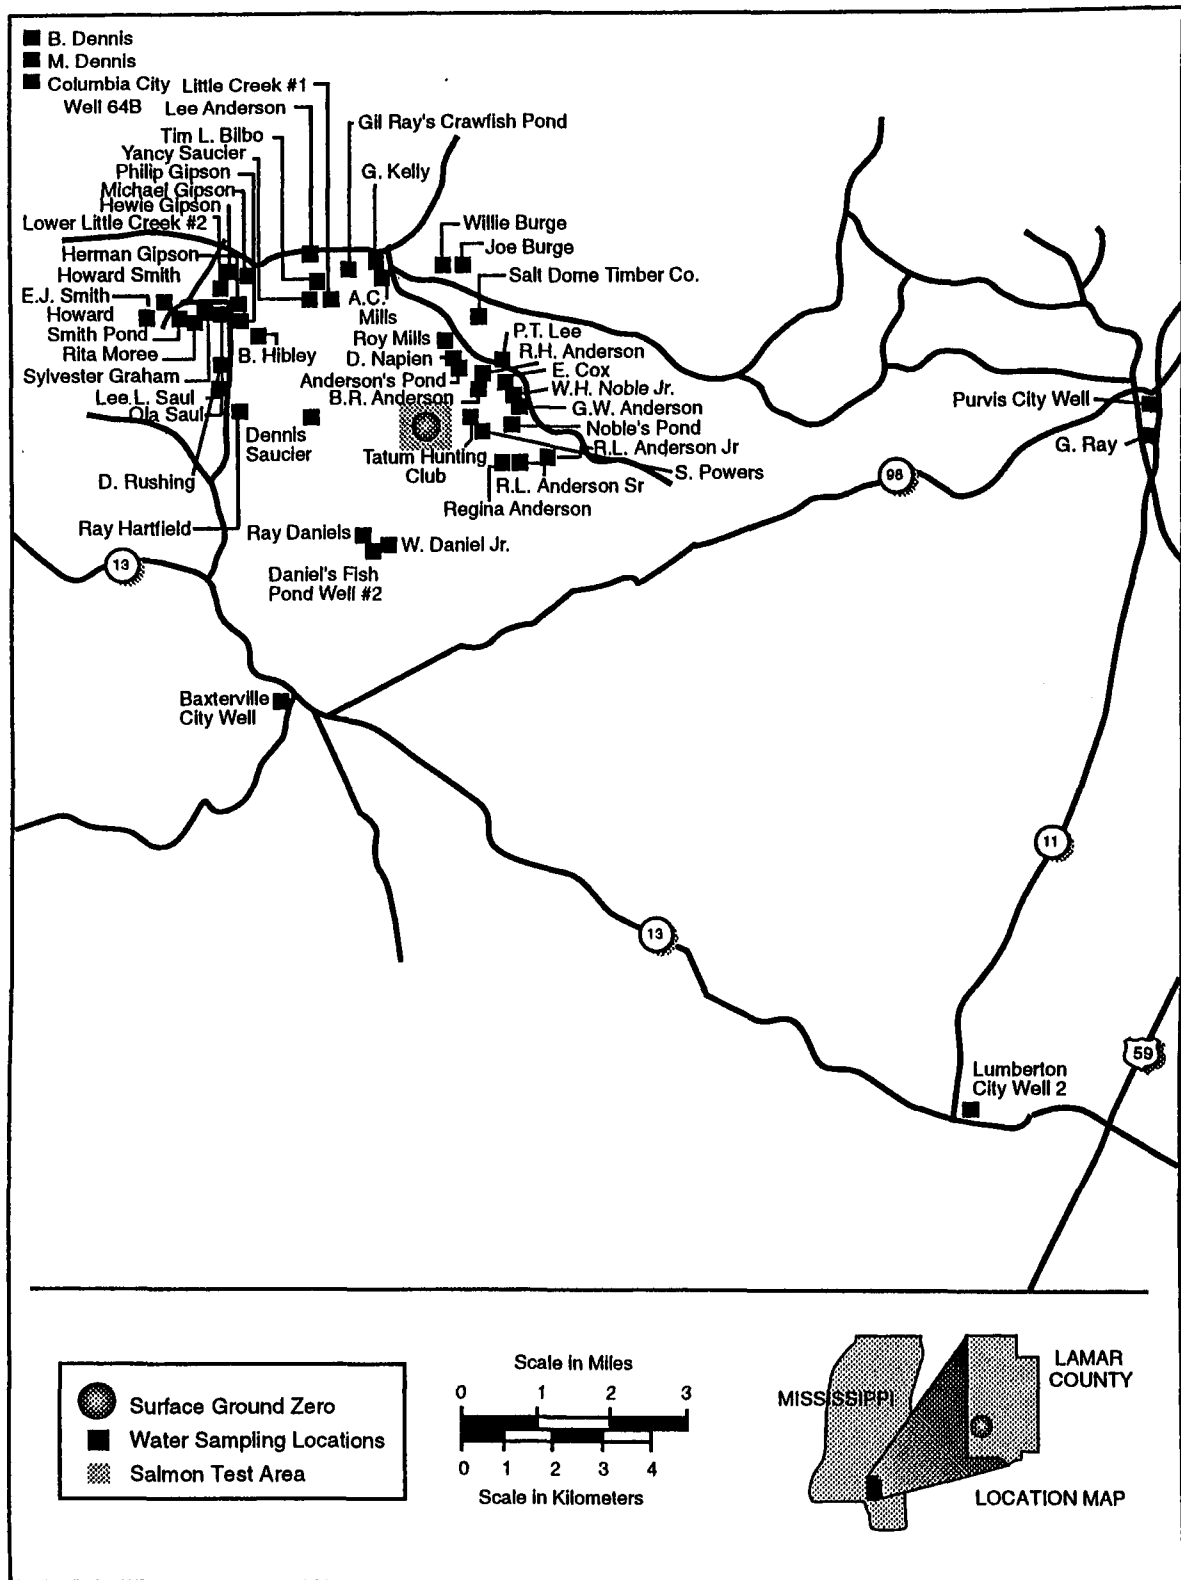 B. Dennis
M. Dennis
Columbia City
Well 64B
Little Creek #1
Lee Anderson
Gil Ray's Crawfish Pond
Tim L. Bilbo
Yancy Saucier
Philip Gipson
G. Kelly
Michael Gipson
Hewie Gipson
Lower Little Creek #2
Willie Burge
Joe Burge
Herman Gipson
Howard Smith
Salt Dome Timber Co.
E.J. Smith
Howard
Smith Pond
A.C.
Mills
Rita Moree
B. Hibley
Roy Mills
P.T. Lee
D. Napien
R.H. Anderson
Sylvester Graham
Anderson's Pond
E. Cox
B.R. Anderson
W.H. Noble Jr.
Lee L. Saul
Ola Saul
G.W. Anderson
Purvis City Well
Dennis
Saucier
Noble's Pond
G. Ray
Tatum Hunting
Club
R.L. Anderson Jr
S. Powers
D. Rushing
R.L. Anderson Sr
Regina Anderson
98
Ray Hartfield
Ray Daniels
W. Daniel Jr.
13
Daniel's Fish
Pond Well #2
Baxterville
City Well
11
13
59
Lumberton
City Well 2
Surface Ground Zero
Water Sampling Locations
Salmon Test Area
Scale in Miles
0 1 2 3
0 1 2 3 4
Scale in Kilometers
MISSISSIPPI
LAMAR
COUNTY
LOCATION MAP